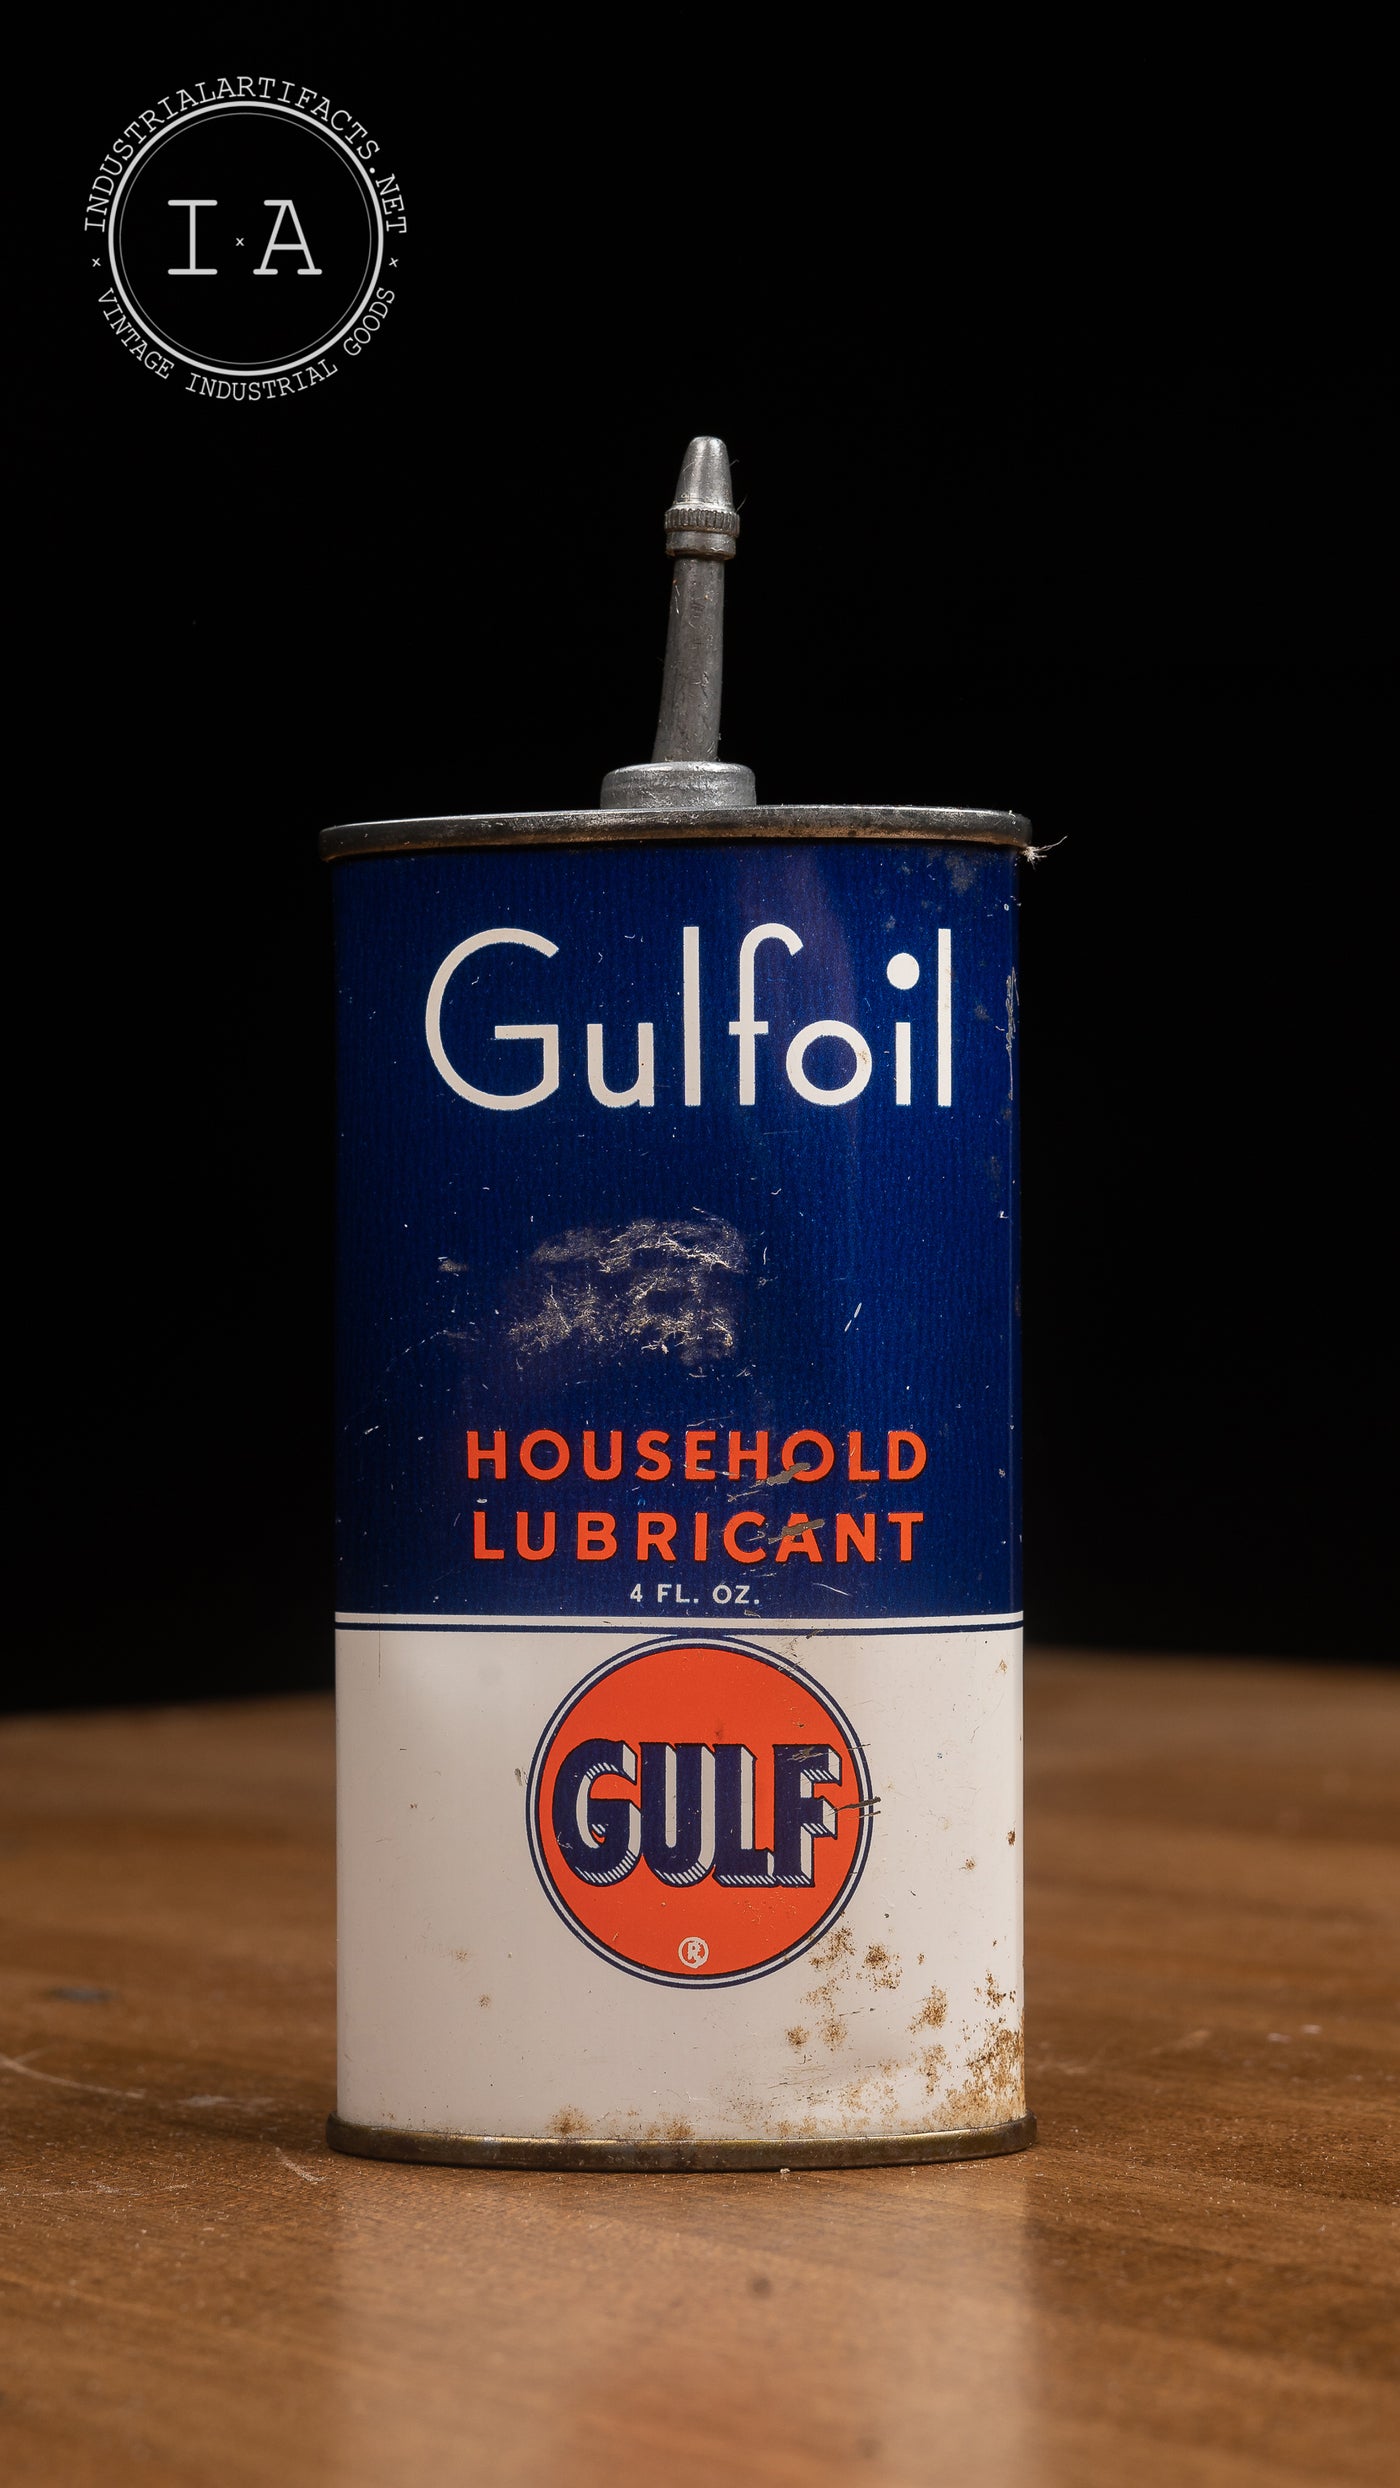 INDUSTRIALARTIFACTS.NET
I·A
VINTAGE INDUSTRIAL GOODS
Gulfoil
HOUSEHOLD
LUBRICANT
4 FL. OZ.
GULF
®